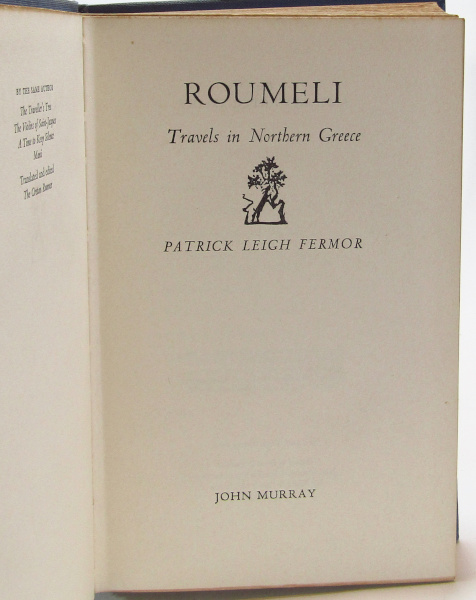 BY THE SAME AUTHOR
The Traveller's Tree
The Violins of Saint-Jacques
A Time to Keep Silence
Mani
Translated and edited
The Cretan Runner
ROUMELI
Travels in Northern Greece
PATRICK LEIGH FERMOR
JOHN MURRAY